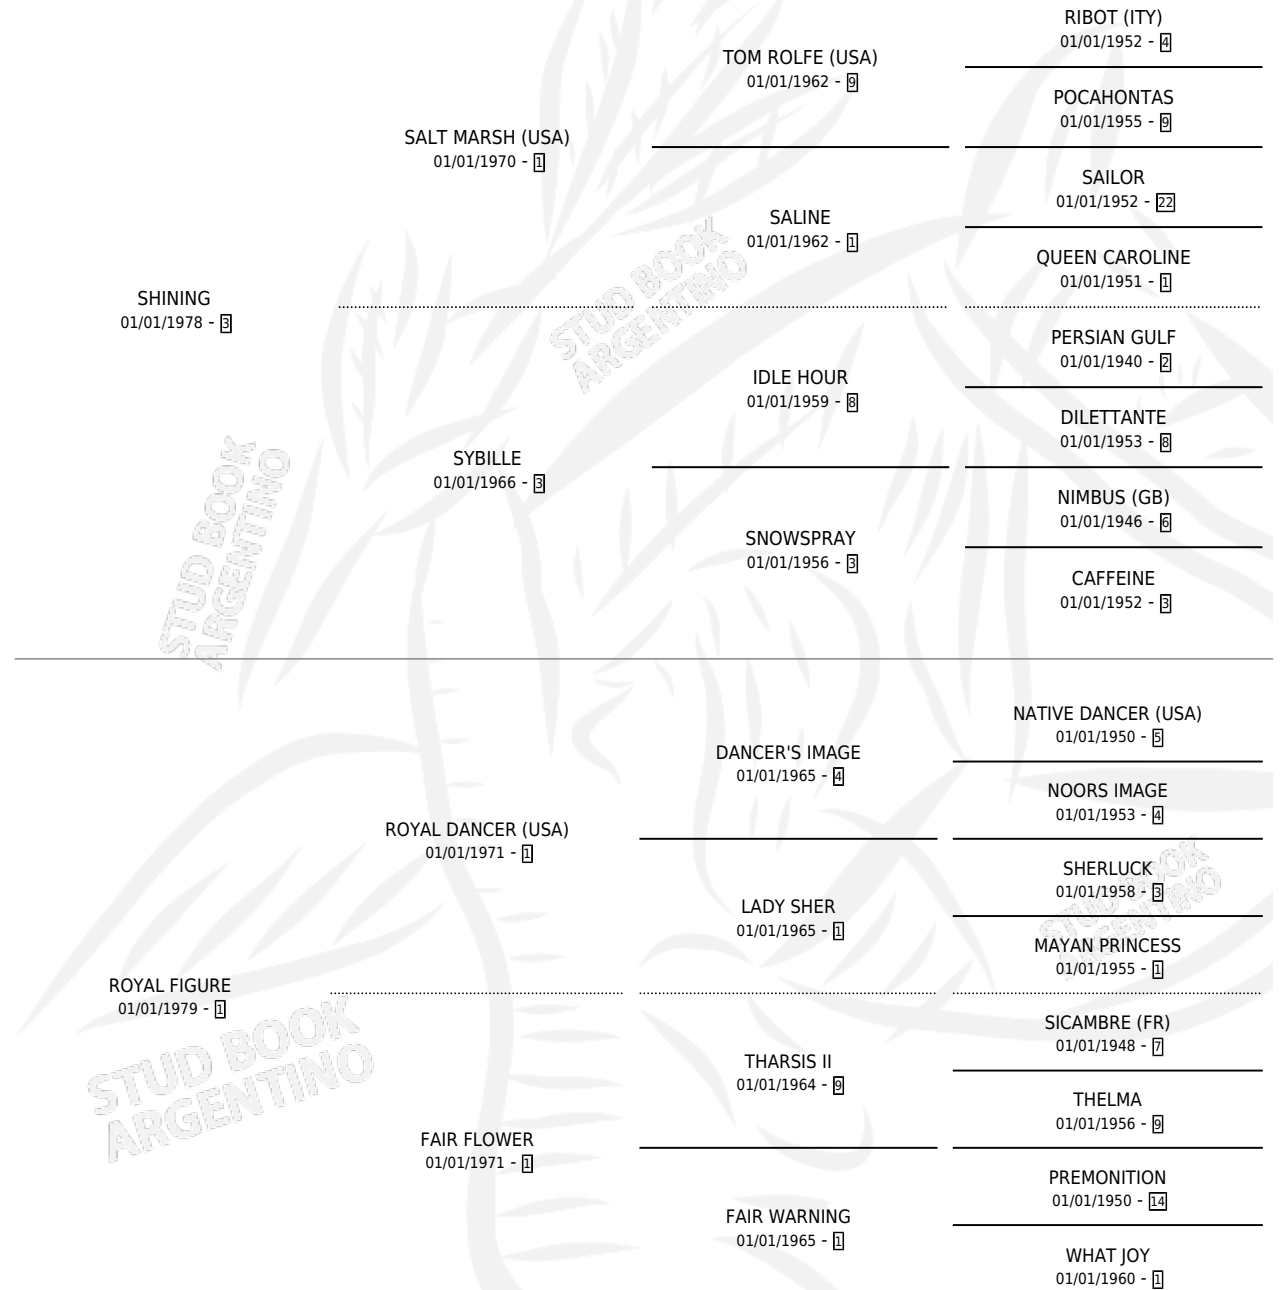 RIBOT (ITY)
01/01/1952 - 4
TOM ROLFE (USA)
01/01/1962 - 9
POCAHONTAS
01/01/1955 - 9
SALT MARSH (USA)
01/01/1970 - 1
SAILOR
01/01/1952 - 22
SALINE
01/01/1962 - 1
QUEEN CAROLINE
01/01/1951 - 1
SHINING
01/01/1978 - 3
PERSIAN GULF
01/01/1940 - 2
IDLE HOUR
01/01/1959 - 8
DILETTANTE
01/01/1953 - 8
SYBILLE
01/01/1966 - 3
NIMBUS (GB)
01/01/1946 - 6
SNOWSPRAY
01/01/1956 - 3
CAFFEINE
01/01/1952 - 3
NATIVE DANCER (USA)
01/01/1950 - 5
DANCER'S IMAGE
01/01/1965 - 4
NOORS IMAGE
01/01/1953 - 4
ROYAL DANCER (USA)
01/01/1971 - 1
SHERLUCK
01/01/1958 - 3
LADY SHER
01/01/1965 - 1
MAYAN PRINCESS
01/01/1955 - 1
ROYAL FIGURE
01/01/1979 - 1
SICAMBRE (FR)
01/01/1948 - 7
THARSIS II
01/01/1964 - 9
THELMA
01/01/1956 - 9
FAIR FLOWER
01/01/1971 - 1
PREMONITION
01/01/1950 - 14
FAIR WARNING
01/01/1965 - 1
WHAT JOY
01/01/1960 - 1
STUD BOOK
ARGENTINO
STUD BOOK
ARGENTINO
STUD BOOK
ARGENTINO
STUD BOOK
ARGENTINO